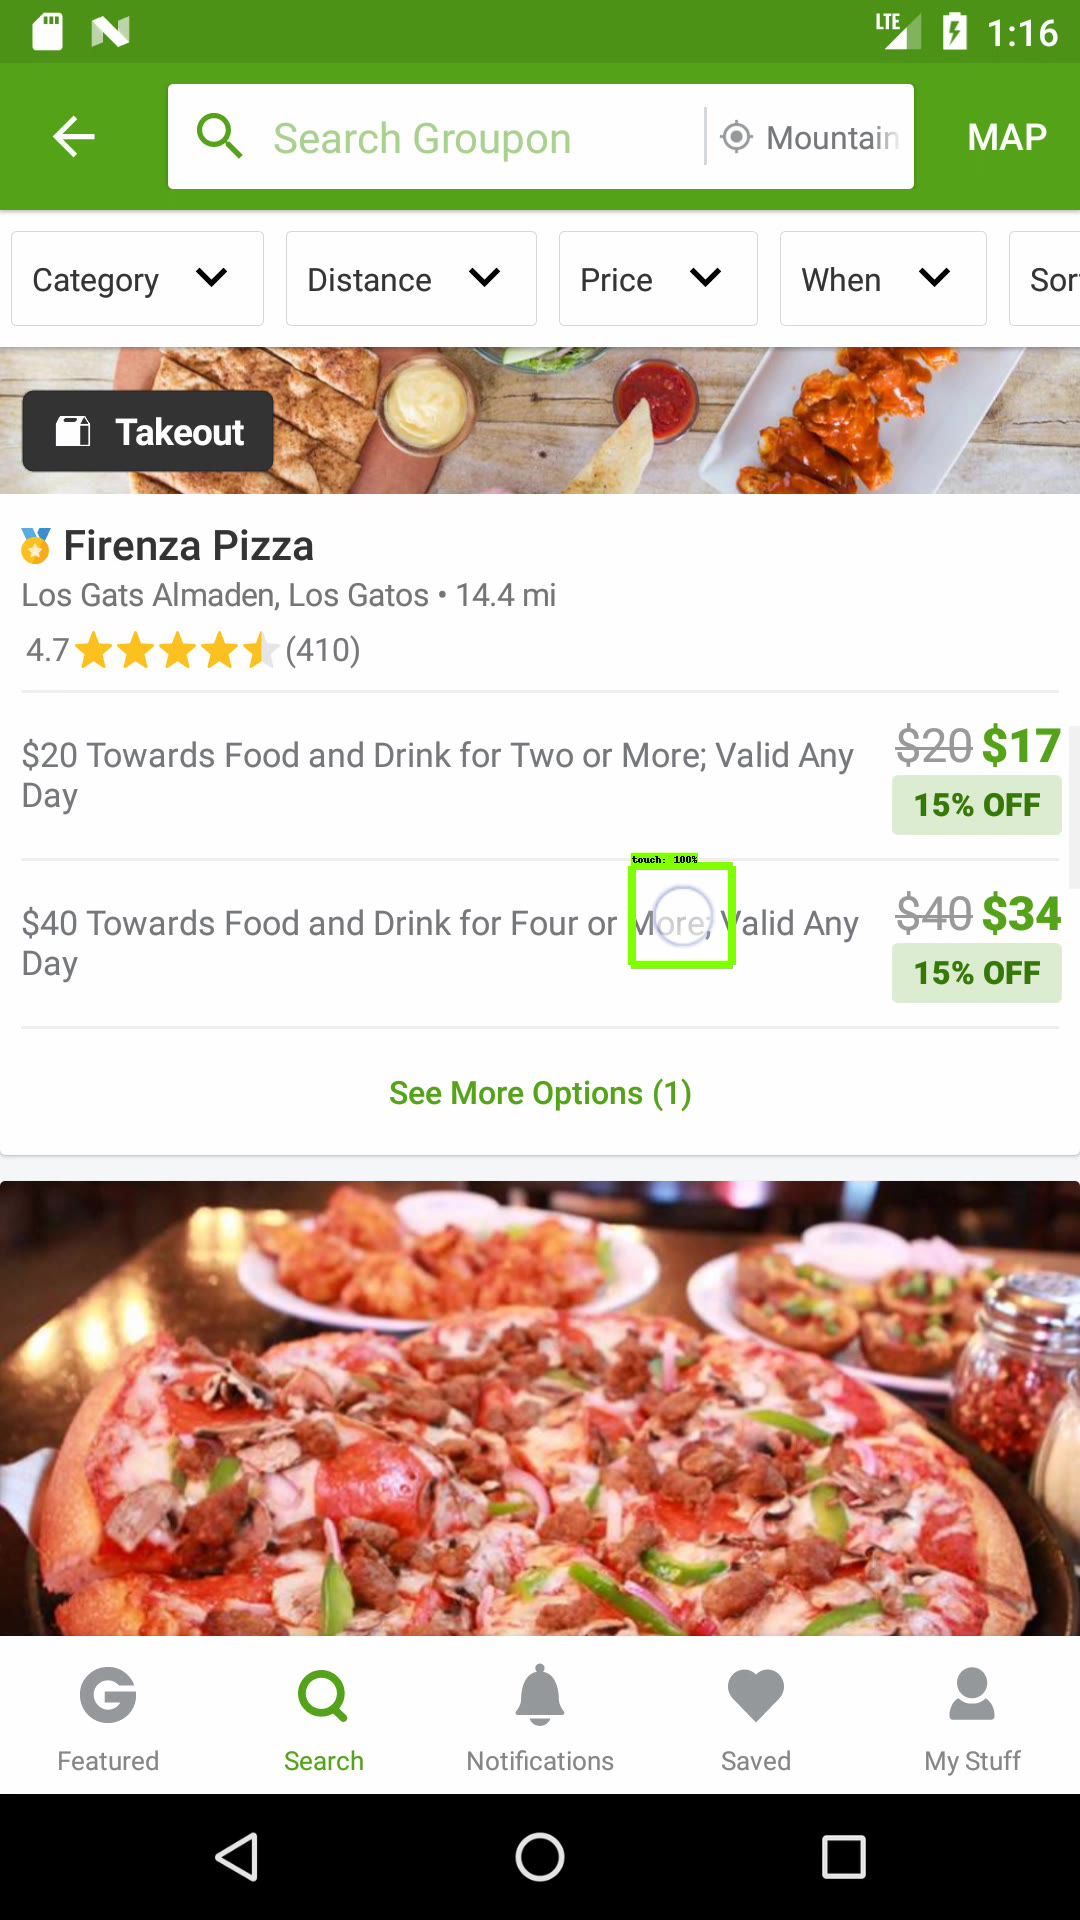 LTE 1:16
Search Groupon Mountain MAP
Category Distance Price When Sor
Takeout
Firenza Pizza
Los Gats Almaden, Los Gatos • 14.4 mi
4.7 (410)
$20 Towards Food and Drink for Two or More; Valid Any
Day
$20 $17
15% OFF
touch: 100%
$40 Towards Food and Drink for Four or More; Valid Any
Day
$40 $34
15% OFF
See More Options (1)
Featured Search Notifications Saved My Stuff